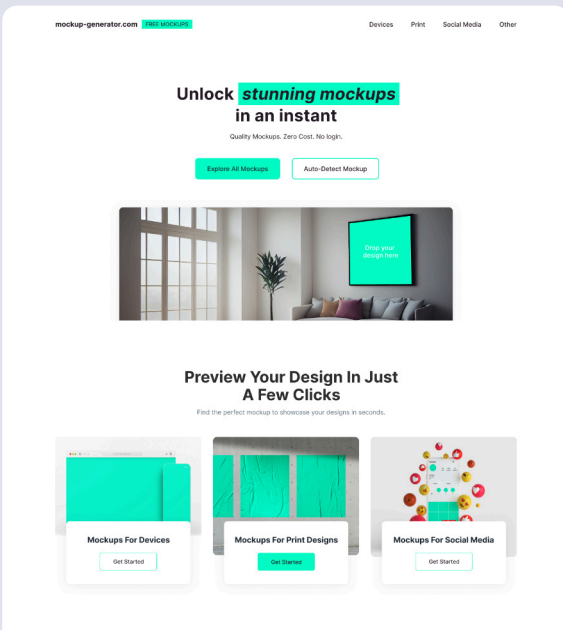 mockup-generator.com FREE MOCKUPS Devices Print Social Media Other
Unlock stunning mockups
in an instant
Quality Mockups. Zero Cost. No login.
Explore All Mockups Auto-Detect Mockup
Drop your
design here
Preview Your Design In Just
A Few Clicks
Find the perfect mockup to showcase your designs in seconds.
Mockups For Devices Mockups For Print Designs Mockups For Social Media
Get Started Get Started Get Started